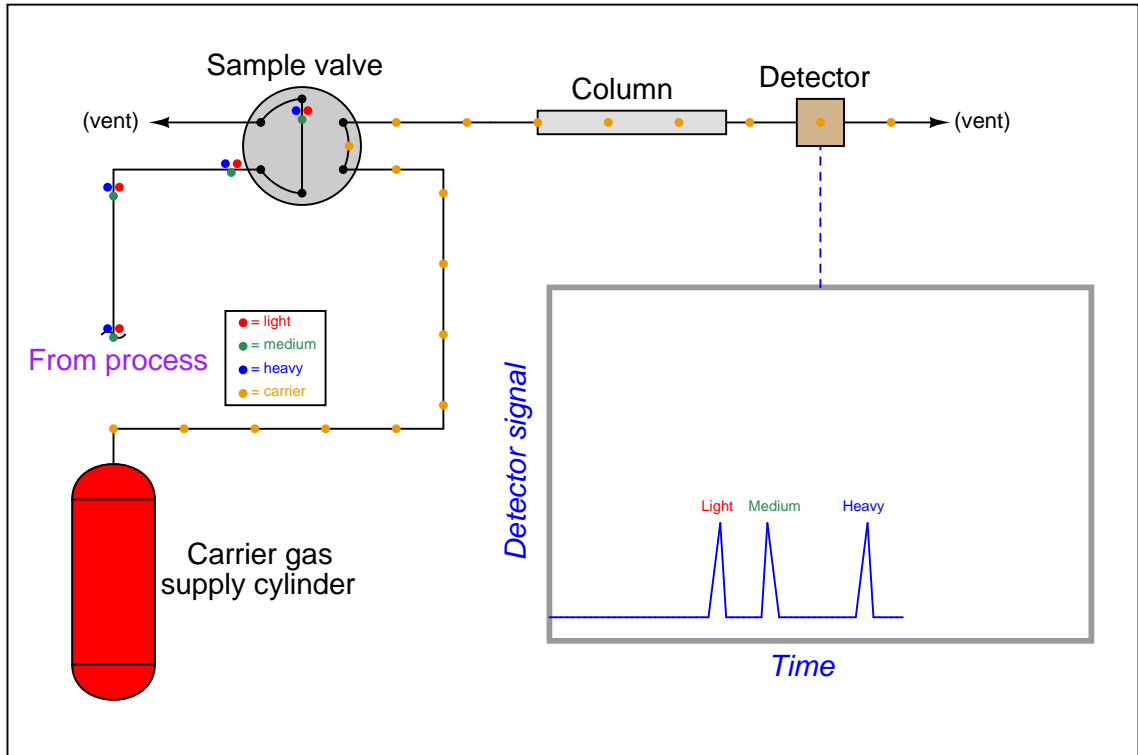 Sample valve
Column
Detector
(vent)
(vent)
From process
= light
= medium
= heavy
= carrier
Carrier gas
supply cylinder
Detector signal
Light
Medium
Heavy
Time